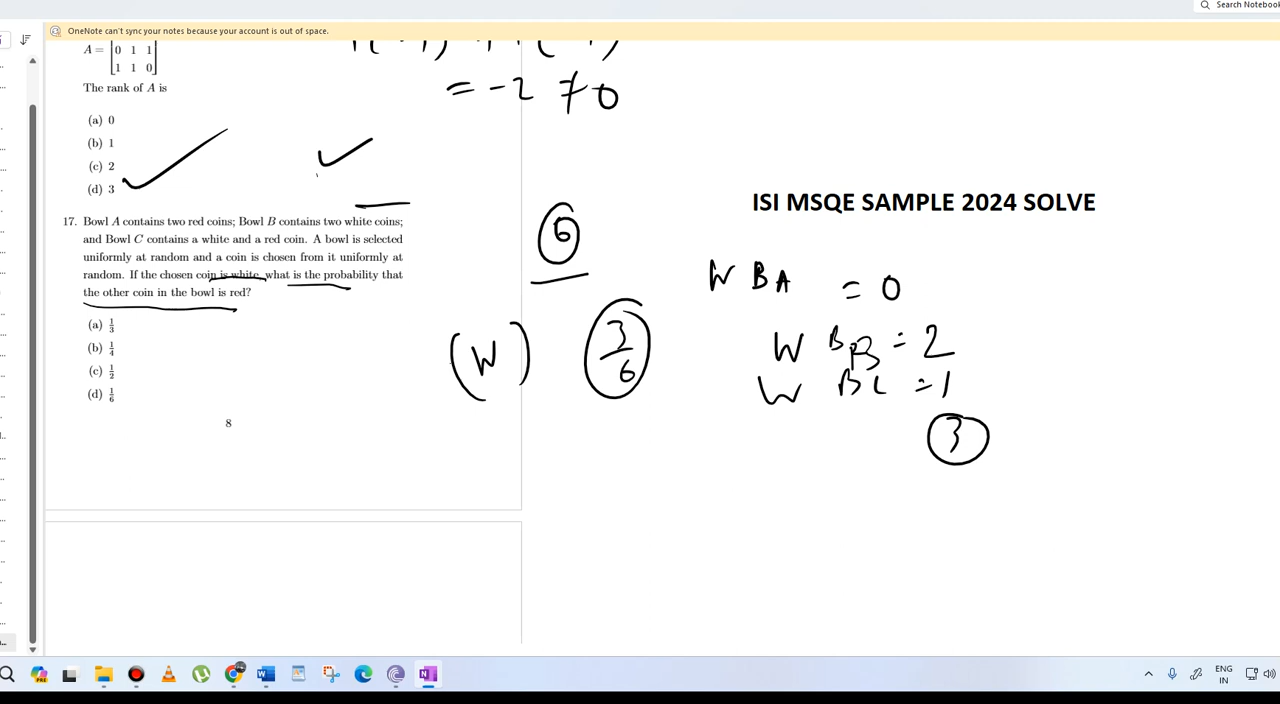 Search Notebook
OneNote can't sync your notes because your account is out of space.
A = [0 1 1
1 1 0]
The rank of A is
= -2 ≠ 0
(a) 0
(b) 1
(c) 2
(d) 3
17. Bowl A contains two red coins; Bowl B contains two white coins;
and Bowl C contains a white and a red coin. A bowl is selected
uniformly at random and a coin is chosen from it uniformly at
random. If the chosen coin is white, what is the probability that
the other coin in the bowl is red?
(a) 1/3
(b) 1/4
(c) 1/2
(d) 1/6
8
6
(W) 3/6
ISI MSQE SAMPLE 2024 SOLVE
W BA = 0
W BB = 2
W BC = 1
3
ENG
IN